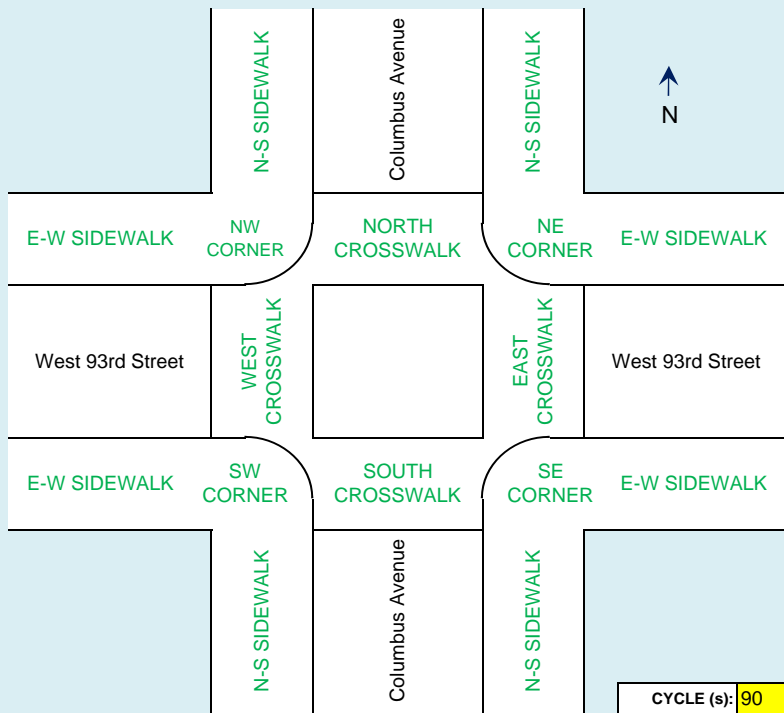 N-S SIDEWALK
Columbus Avenue
N-S SIDEWALK
N
E-W SIDEWALK
NW
CORNER
NORTH
CROSSWALK
NE
CORNER
E-W SIDEWALK
West 93rd Street
WEST
CROSSWALK
EAST
CROSSWALK
West 93rd Street
E-W SIDEWALK
SW
CORNER
SOUTH
CROSSWALK
SE
CORNER
E-W SIDEWALK
N-S SIDEWALK
Columbus Avenue
N-S SIDEWALK
CYCLE (s): 90